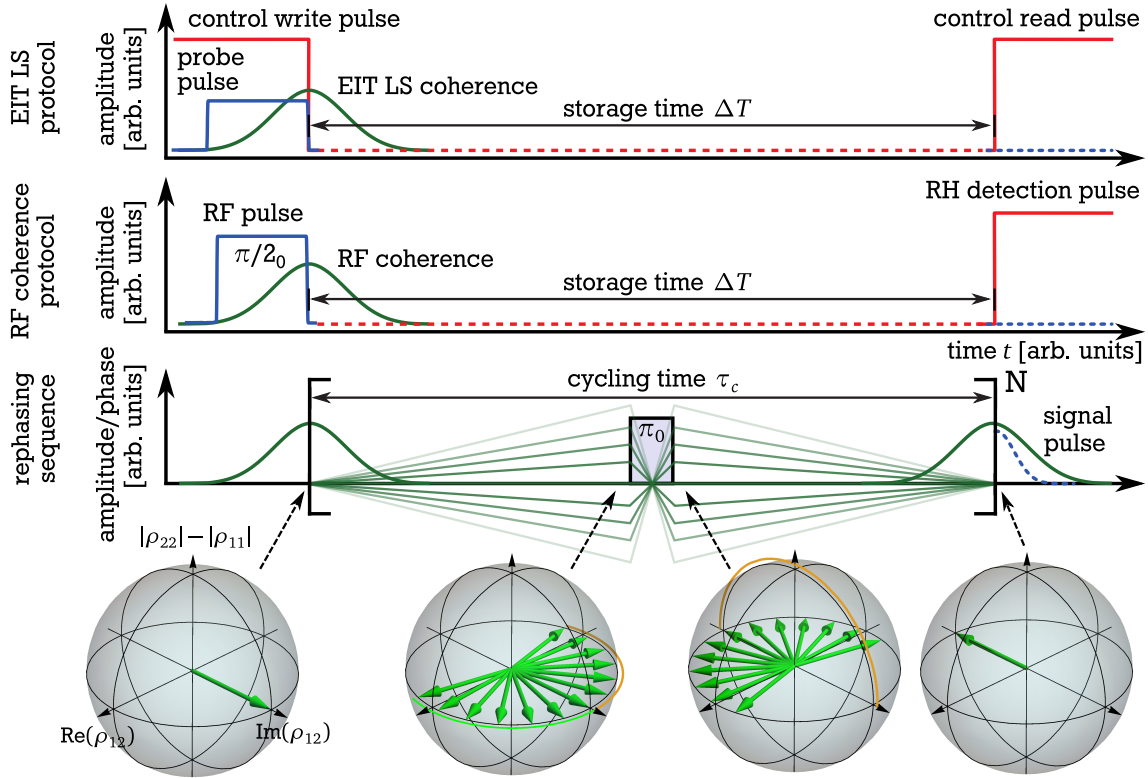 control write pulse
control read pulse
EIT LS
protocol
amplitude
[arb. units]
probe
pulse
EIT LS coherence
storage time ΔT
RF coherence
protocol
amplitude
[arb. units]
RF pulse
π/2₀
RF coherence
RH detection pulse
storage time ΔT
time t [arb. units]
rephasing
sequence
amplitude/phase
[arb. units]
cycling time τ_c
N
π₀
signal
pulse
|ρ₂₂|−|ρ₁₁|
Re(ρ₁₂)
Im(ρ₁₂)